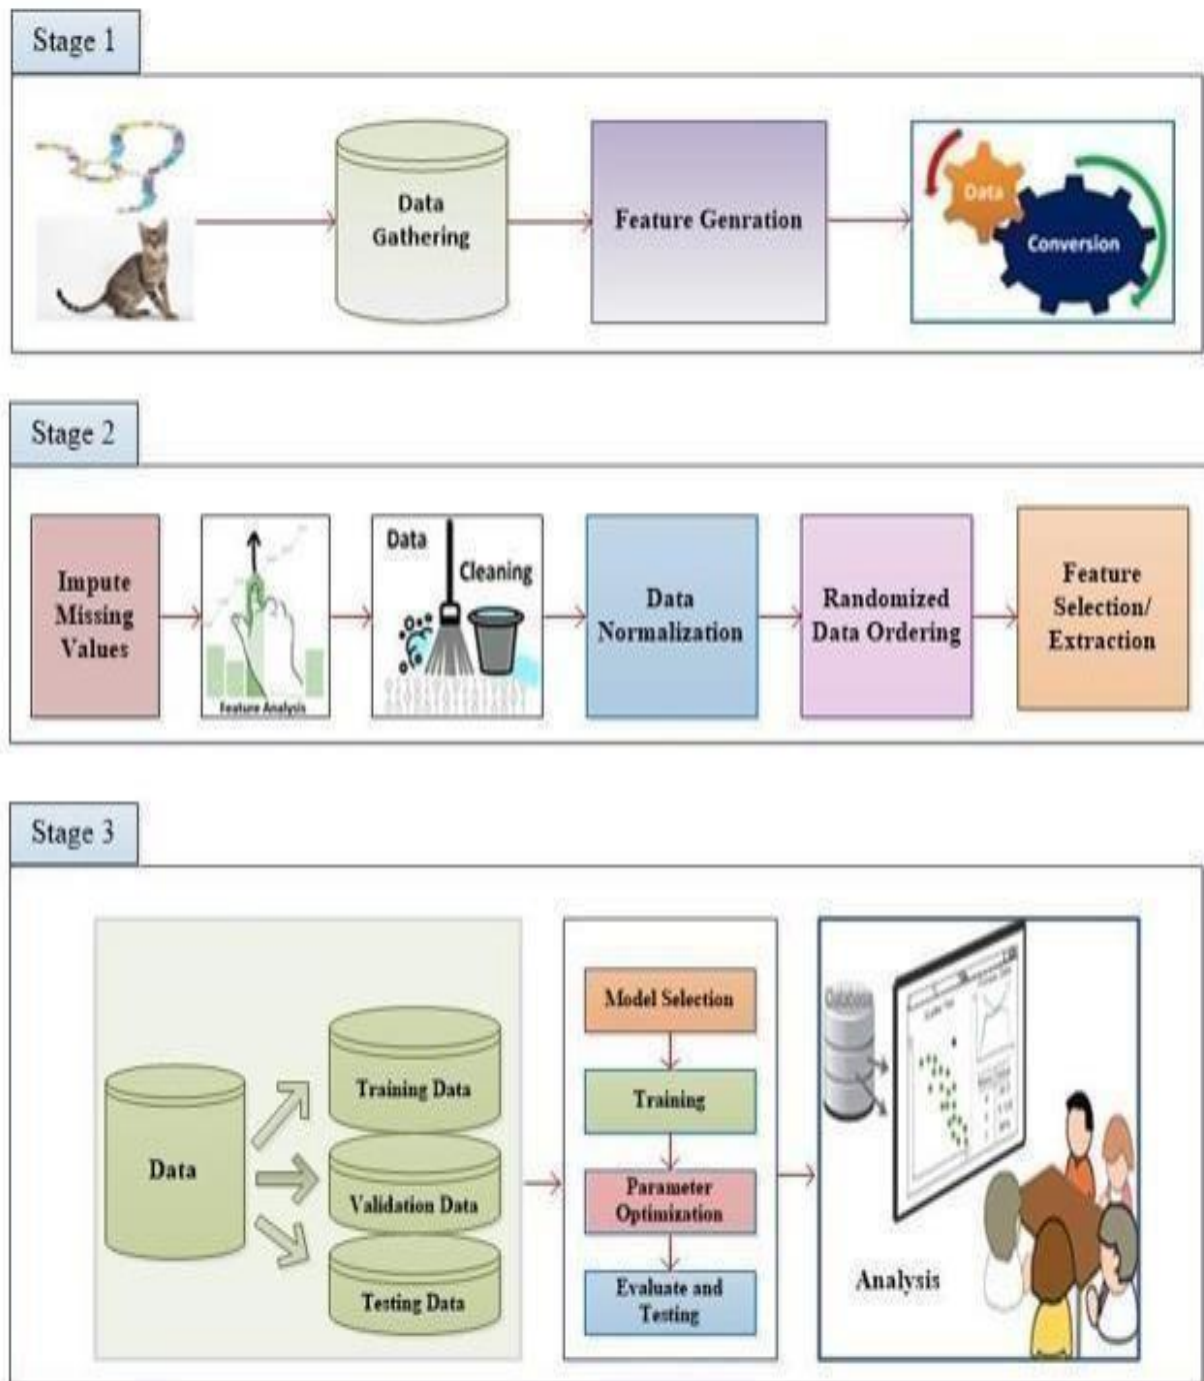 Stage 1
Data
Gathering
Feature Genration
Data
Conversion
Stage 2
Impute
Missing
Values
Feature Analysis
Data
Cleaning
Data
Normalization
Randomized
Data Ordering
Feature
Selection/
Extraction
Stage 3
Data
Training Data
Validation Data
Testing Data
Model Selection
Training
Parameter
Optimization
Evaluate and
Testing
Database
Analysis